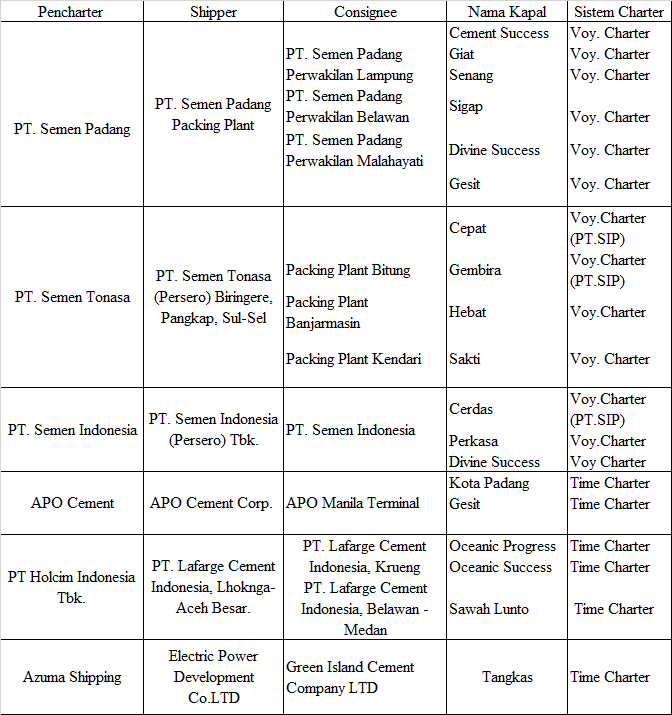 Pencharter Shipper Consignee Nama Kapal Sistem Charter
PT. Semen Padang
PT. Semen Padang
Packing Plant
PT. Semen Padang
Perwakilan Lampung
PT. Semen Padang
Perwakilan Belawan
PT. Semen Padang
Perwakilan Malahayati
Cement Success Voy. Charter
Giat Voy. Charter
Senang Voy. Charter
Sigap Voy. Charter
Divine Success Voy. Charter
Gesit Voy. Charter
PT. Semen Tonasa
PT. Semen Tonasa
(Persero) Biringere,
Pangkap, Sul-Sel
Packing Plant Bitung
Packing Plant
Banjarmasin
Packing Plant Kendari
Cepat Voy.Charter
(PT.SIP)
Gembira Voy.Charter
(PT.SIP)
Hebat Voy.Charter
Sakti Voy. Charter
PT. Semen Indonesia
PT. Semen Indonesia
(Persero) Tbk.
PT. Semen Indonesia
Cerdas Voy.Charter
(PT.SIP)
Perkasa Voy.Charter
Divine Success Voy Charter
APO Cement APO Cement Corp. APO Manila Terminal
Kota Padang Time Charter
Gesit Time Charter
PT Holcim Indonesia
Tbk.
PT. Lafarge Cement
Indonesia, Lhoknga-
Aceh Besar.
PT. Lafarge Cement
Indonesia, Krueng
PT. Lafarge Cement
Indonesia, Belawan -
Medan
Oceanic Progress Time Charter
Oceanic Success Time Charter
Sawah Lunto Time Charter
Azuma Shipping
Electric Power
Development
Co.LTD
Green Island Cement
Company LTD
Tangkas Time Charter